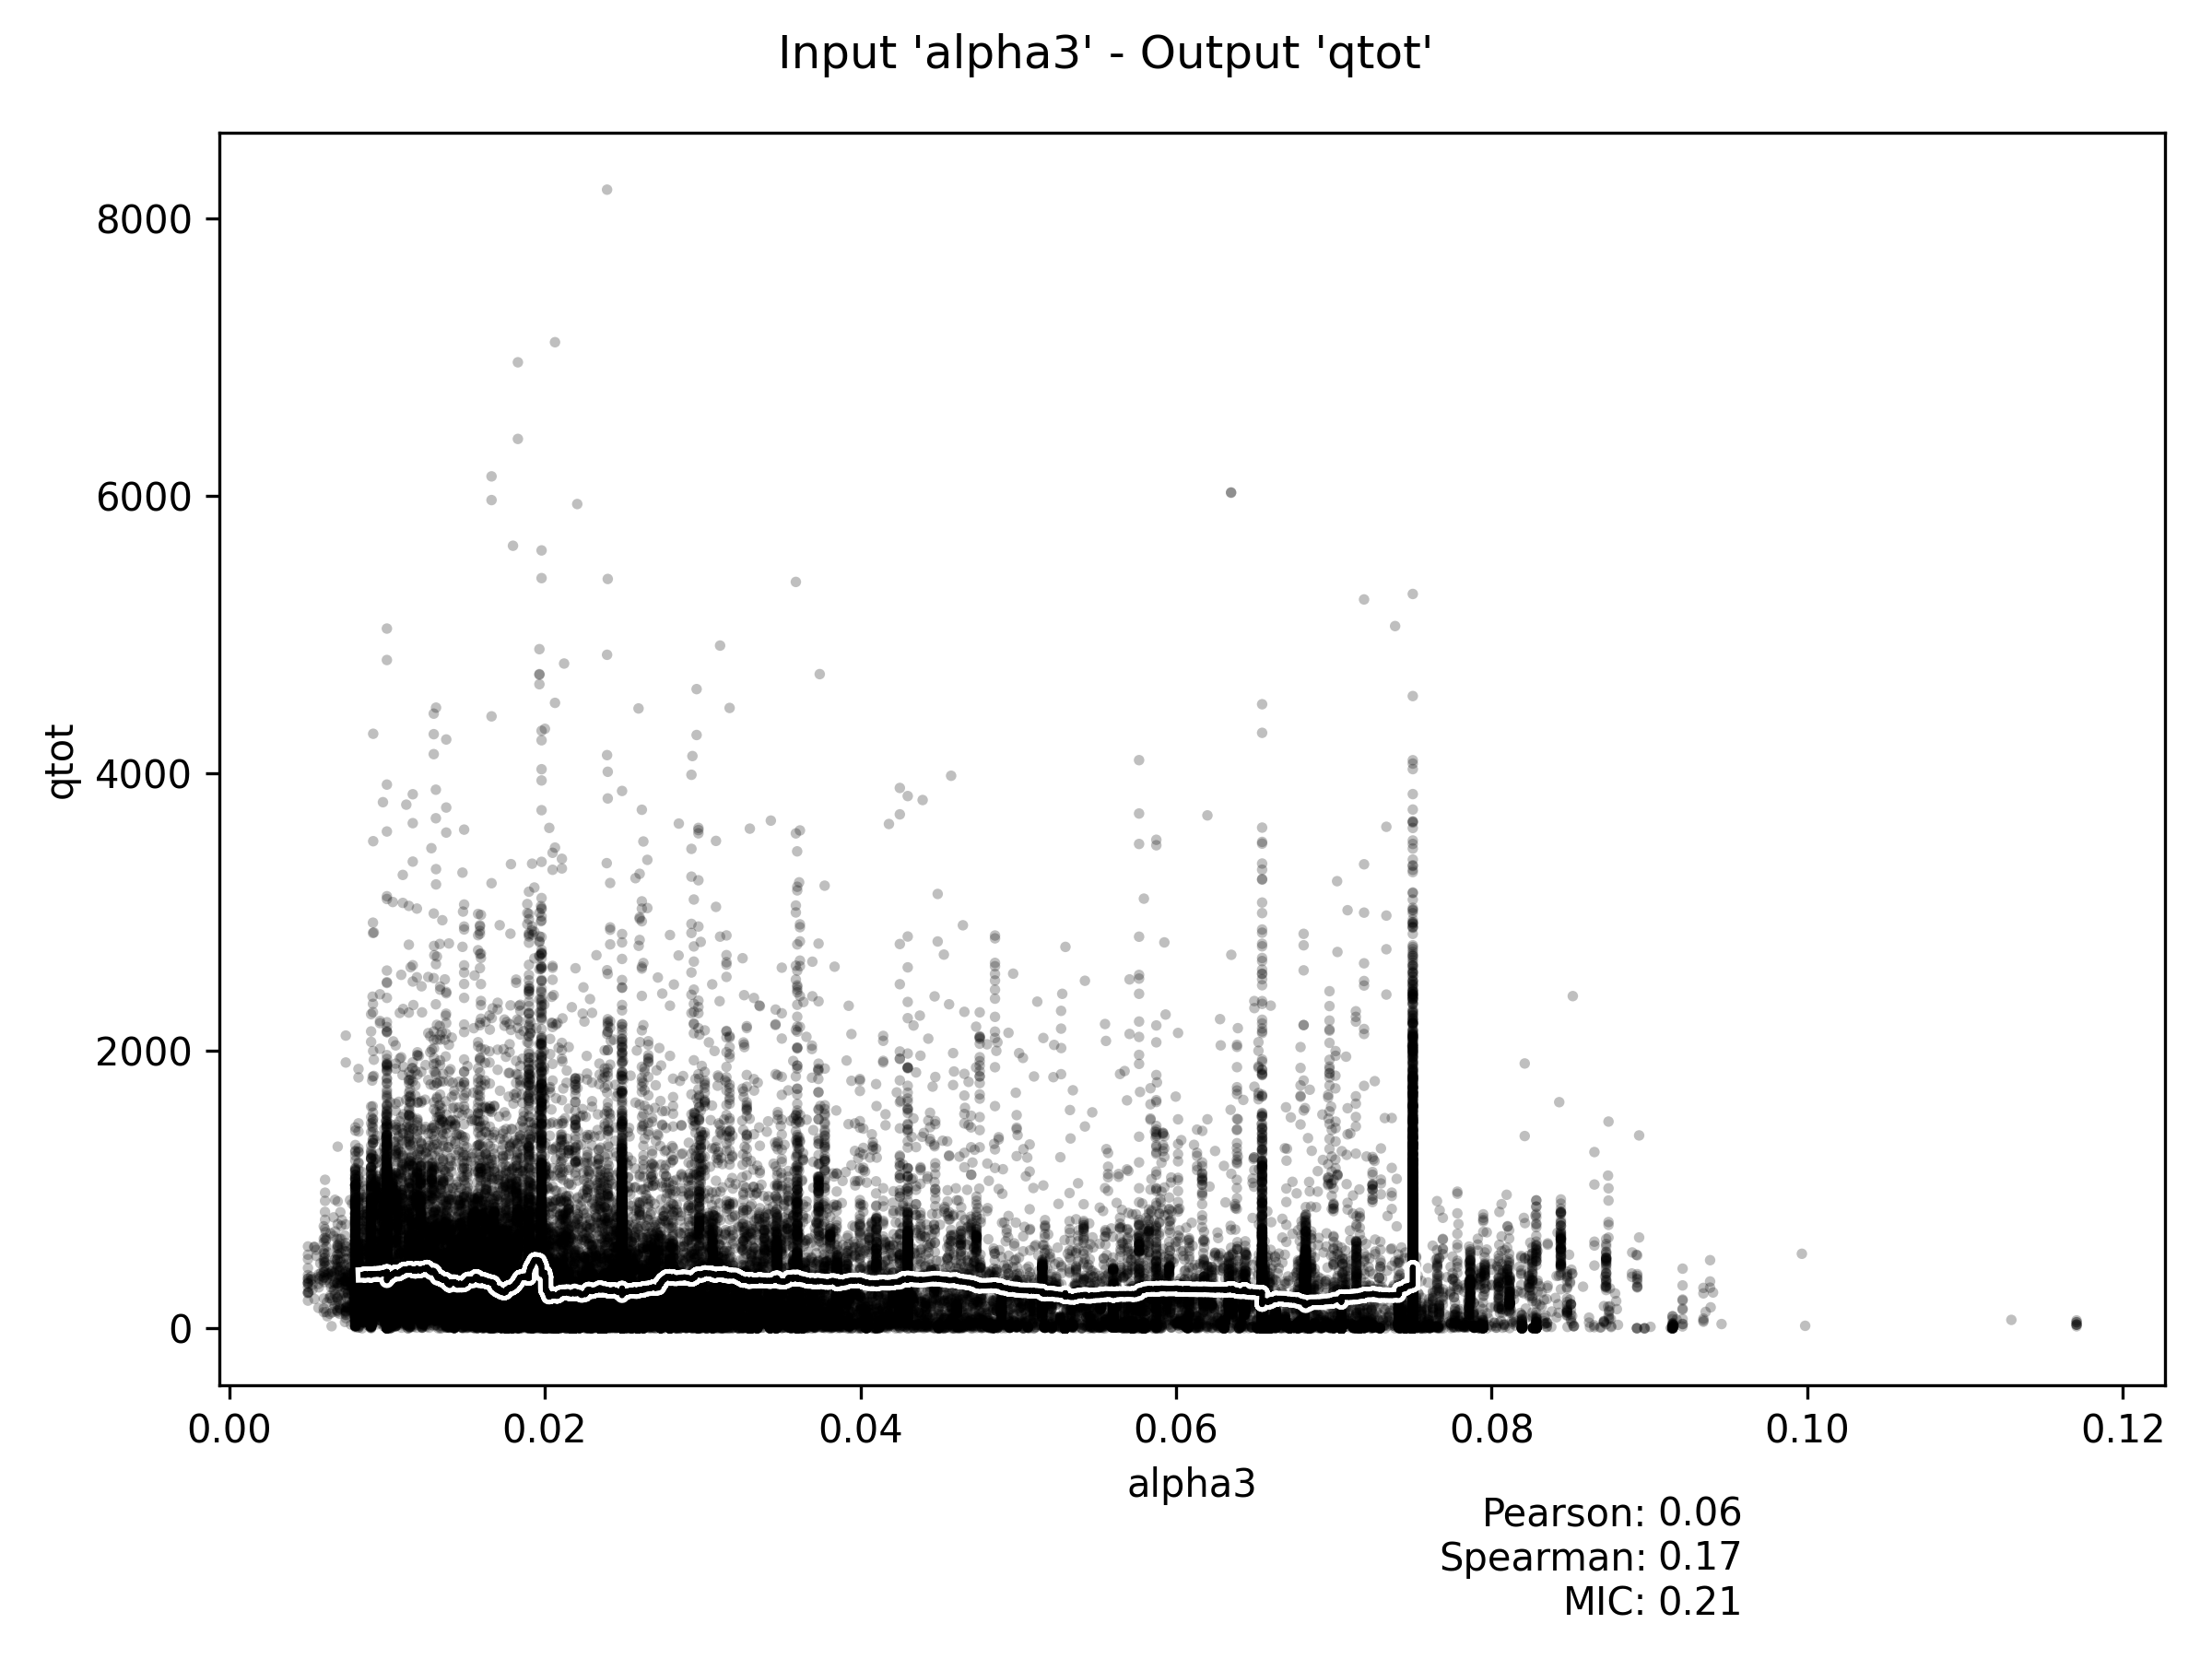 Input 'alpha3' - Output 'qtot'
8000
6000
4000
2000
0
qtot
0.00 0.02 0.04 0.06 0.08 0.10 0.12
alpha3
Pearson: 0.06
Spearman: 0.17
MIC: 0.21